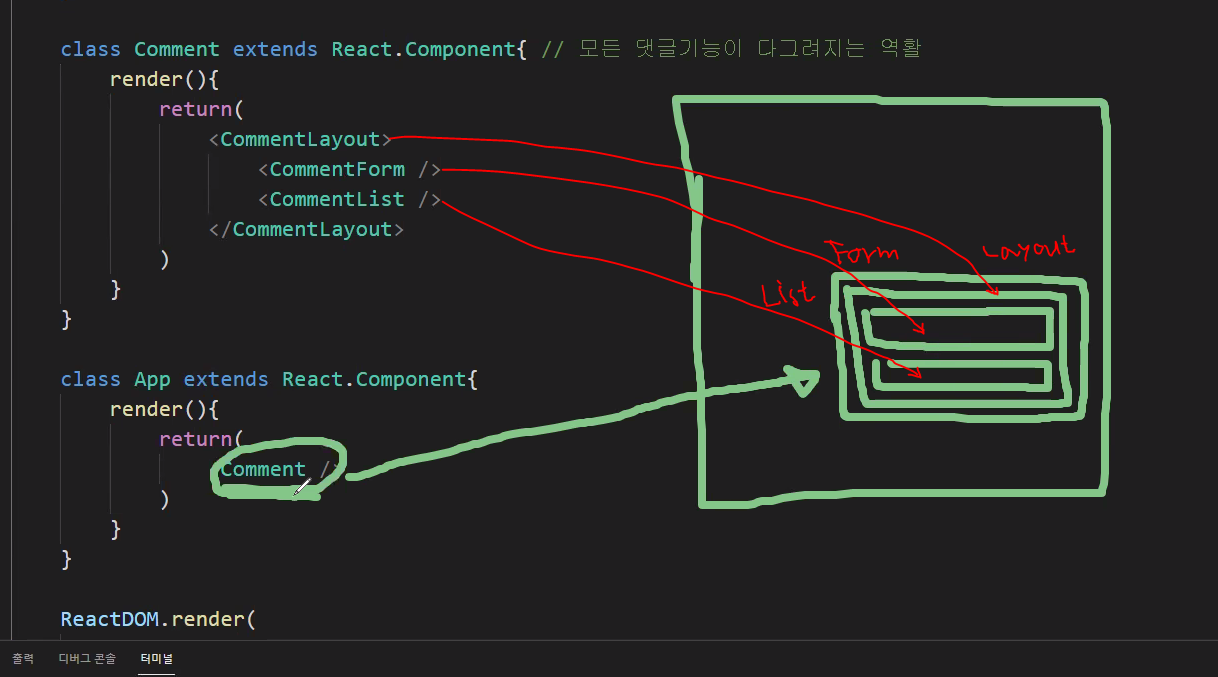 class Comment extends React.Component{ // 모든 댓글기능이 다그려지는 역활
render(){
return(
<CommentLayout>
<CommentForm />
<CommentList />
</CommentLayout>
)
}
}
Form
Layout
List
class App extends React.Component{
render(){
return(
Comment />
)
}
}
ReactDOM.render(
출력 디버그 콘솔 터미널